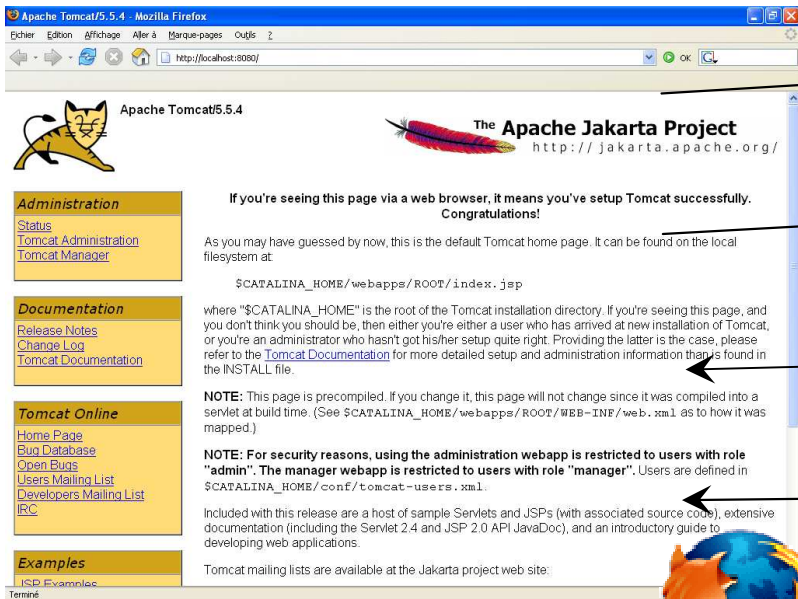 Apache Tomcat/5.5.4 - Mozilla Firefox
Fichier Edition Affichage Aller à Marque-pages Outils ?
http://localhost:8080/ OK G
Apache Tomcat/5.5.4
The Apache Jakarta Project
http://jakarta.apache.org/
Administration
Status
Tomcat Administration
Tomcat Manager
Documentation
Release Notes
Change Log
Tomcat Documentation
Tomcat Online
Home Page
Bug Database
Open Bugs
Users Mailing List
Developers Mailing List
IRC
Examples
JSP Examples
If you're seeing this page via a web browser, it means you've setup Tomcat successfully.
Congratulations!
As you may have guessed by now, this is the default Tomcat home page. It can be found on the local
filesystem at:
$CATALINA_HOME/webapps/ROOT/index.jsp
where "$CATALINA_HOME" is the root of the Tomcat installation directory. If you're seeing this page, and
you don't think you should be, then either you're either a user who has arrived at new installation of Tomcat,
or you're an administrator who hasn't got his/her setup quite right. Providing the latter is the case, please
refer to the Tomcat Documentation for more detailed setup and administration information than is found in
the INSTALL file.
NOTE: This page is precompiled. If you change it, this page will not change since it was compiled into a
servlet at build time. (See $CATALINA_HOME/webapps/ROOT/WEB-INF/web.xml as to how it was
mapped.)
NOTE: For security reasons, using the administration webapp is restricted to users with role
"admin". The manager webapp is restricted to users with role "manager". Users are defined in
$CATALINA_HOME/conf/tomcat-users.xml.
Included with this release are a host of sample Servlets and JSPs (with associated source code), extensive
documentation (including the Servlet 2.4 and JSP 2.0 API JavaDoc), and an introductory guide to
developing web applications.
Tomcat mailing lists are available at the Jakarta project web site:
Terminé